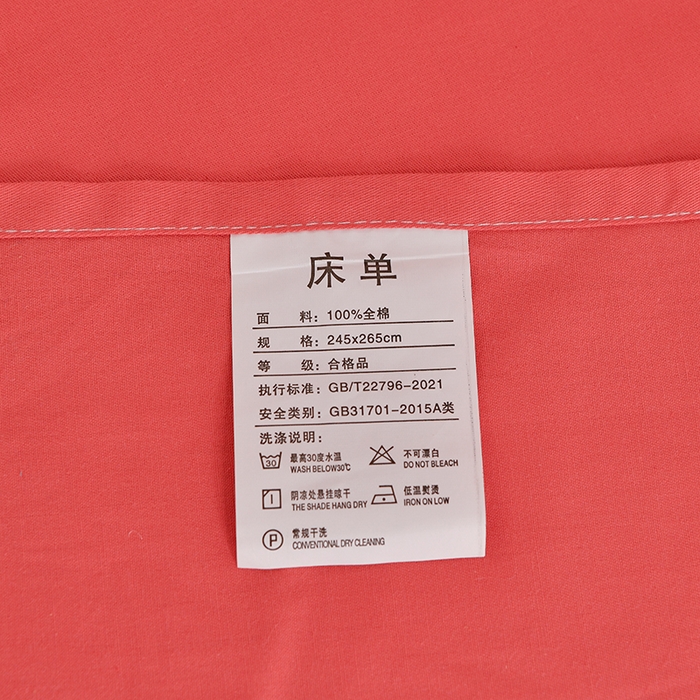 床单
面 料：100%全棉
规 格：245x265cm
等 级：合格品
执行标准：GB/T22796-2021
安全类别：GB31701-2015A类
洗涤说明：
30 最高30度水温 不可漂白
WASH BELOW30℃ DO NOT BLEACH
阴凉处悬挂晾干 低温熨烫
THE SHADE HANG DRY IRON ON LOW
P 常规干洗
CONVENTIONAL DRY CLEANING